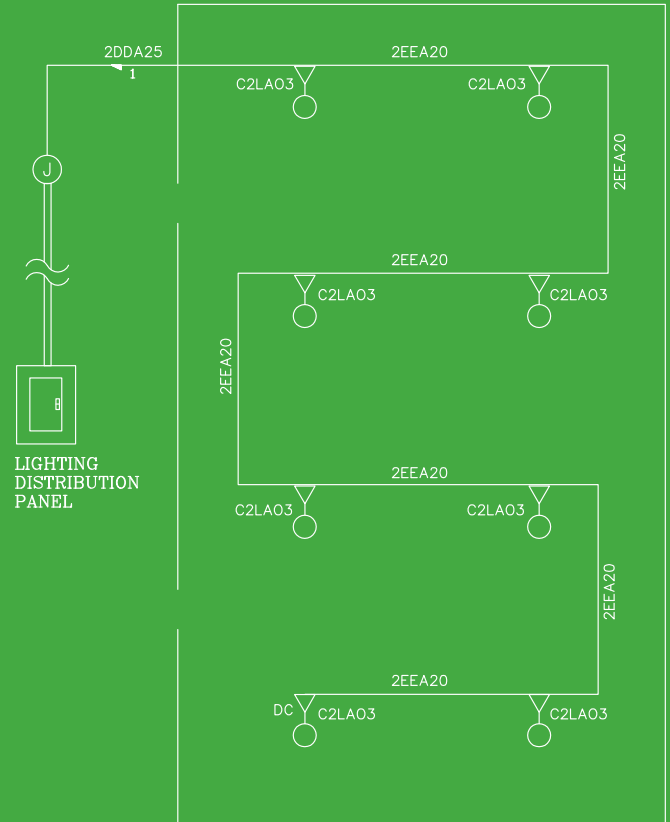 2DDA25
2EEA20
1
C2LAO3
C2LAO3
2EEA20
J
2EEA20
C2LAO3
C2LAO3
2EEA20
LIGHTING
DISTRIBUTION
PANEL
2EEA20
C2LAO3
C2LAO3
2EEA20
2EEA20
DC
C2LAO3
C2LAO3